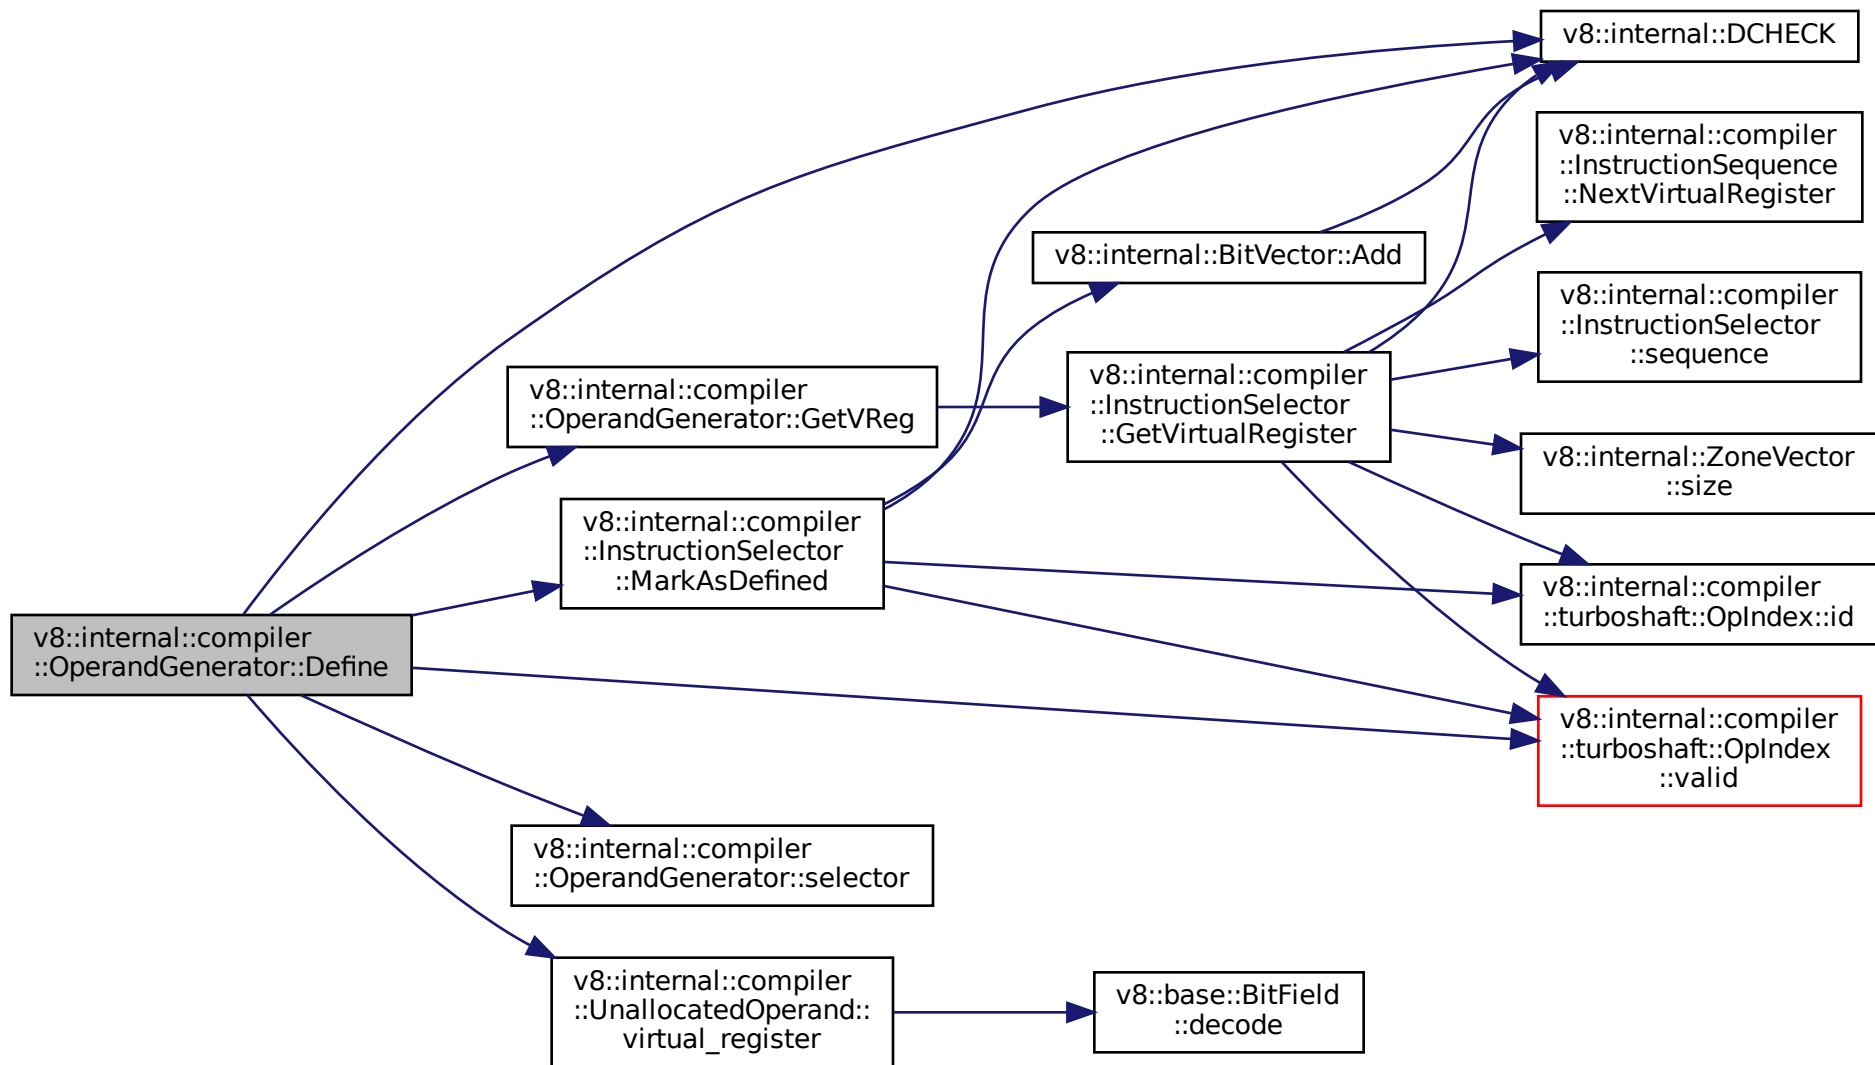 v8::internal::DCHECK
v8::internal::compiler
::InstructionSequence
::NextVirtualRegister
v8::internal::BitVector::Add
v8::internal::compiler
::InstructionSelector
::sequence
v8::internal::compiler
::OperandGenerator::GetVReg
v8::internal::compiler
::InstructionSelector
::GetVirtualRegister
v8::internal::ZoneVector
::size
v8::internal::compiler
::InstructionSelector
::MarkAsDefined
v8::internal::compiler
::turboshaft::OpIndex::id
v8::internal::compiler
::OperandGenerator::Define
v8::internal::compiler
::turboshaft::OpIndex
::valid
v8::internal::compiler
::OperandGenerator::selector
v8::internal::compiler
::UnallocatedOperand::
virtual_register
v8::base::BitField
::decode